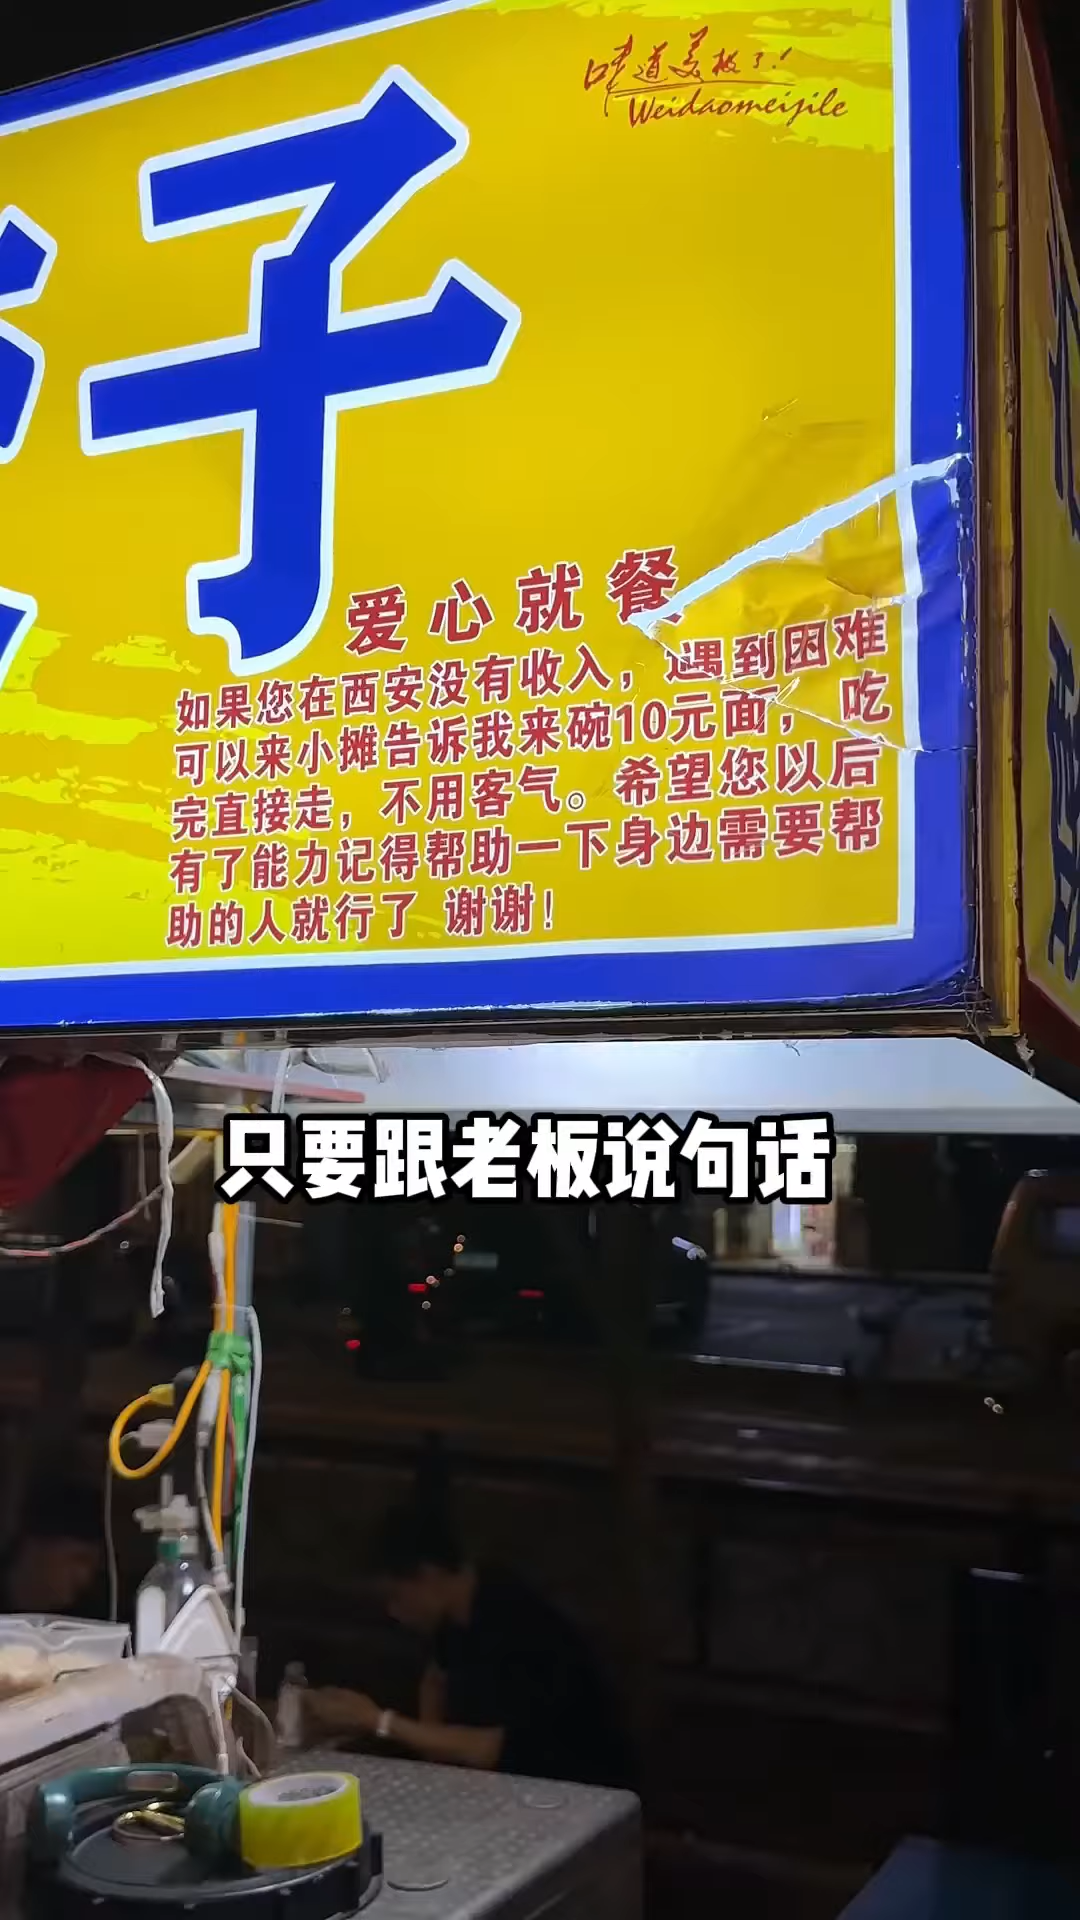 味道美极了!
Weidaomeijile
子
爱心就餐
如果您在西安没有收入，遇到困难
可以来小摊告诉我来碗10元面，吃
完直接走，不用客气。希望您以后
有了能力记得帮助一下身边需要帮
助的人就行了 谢谢!
只要跟老板说句话